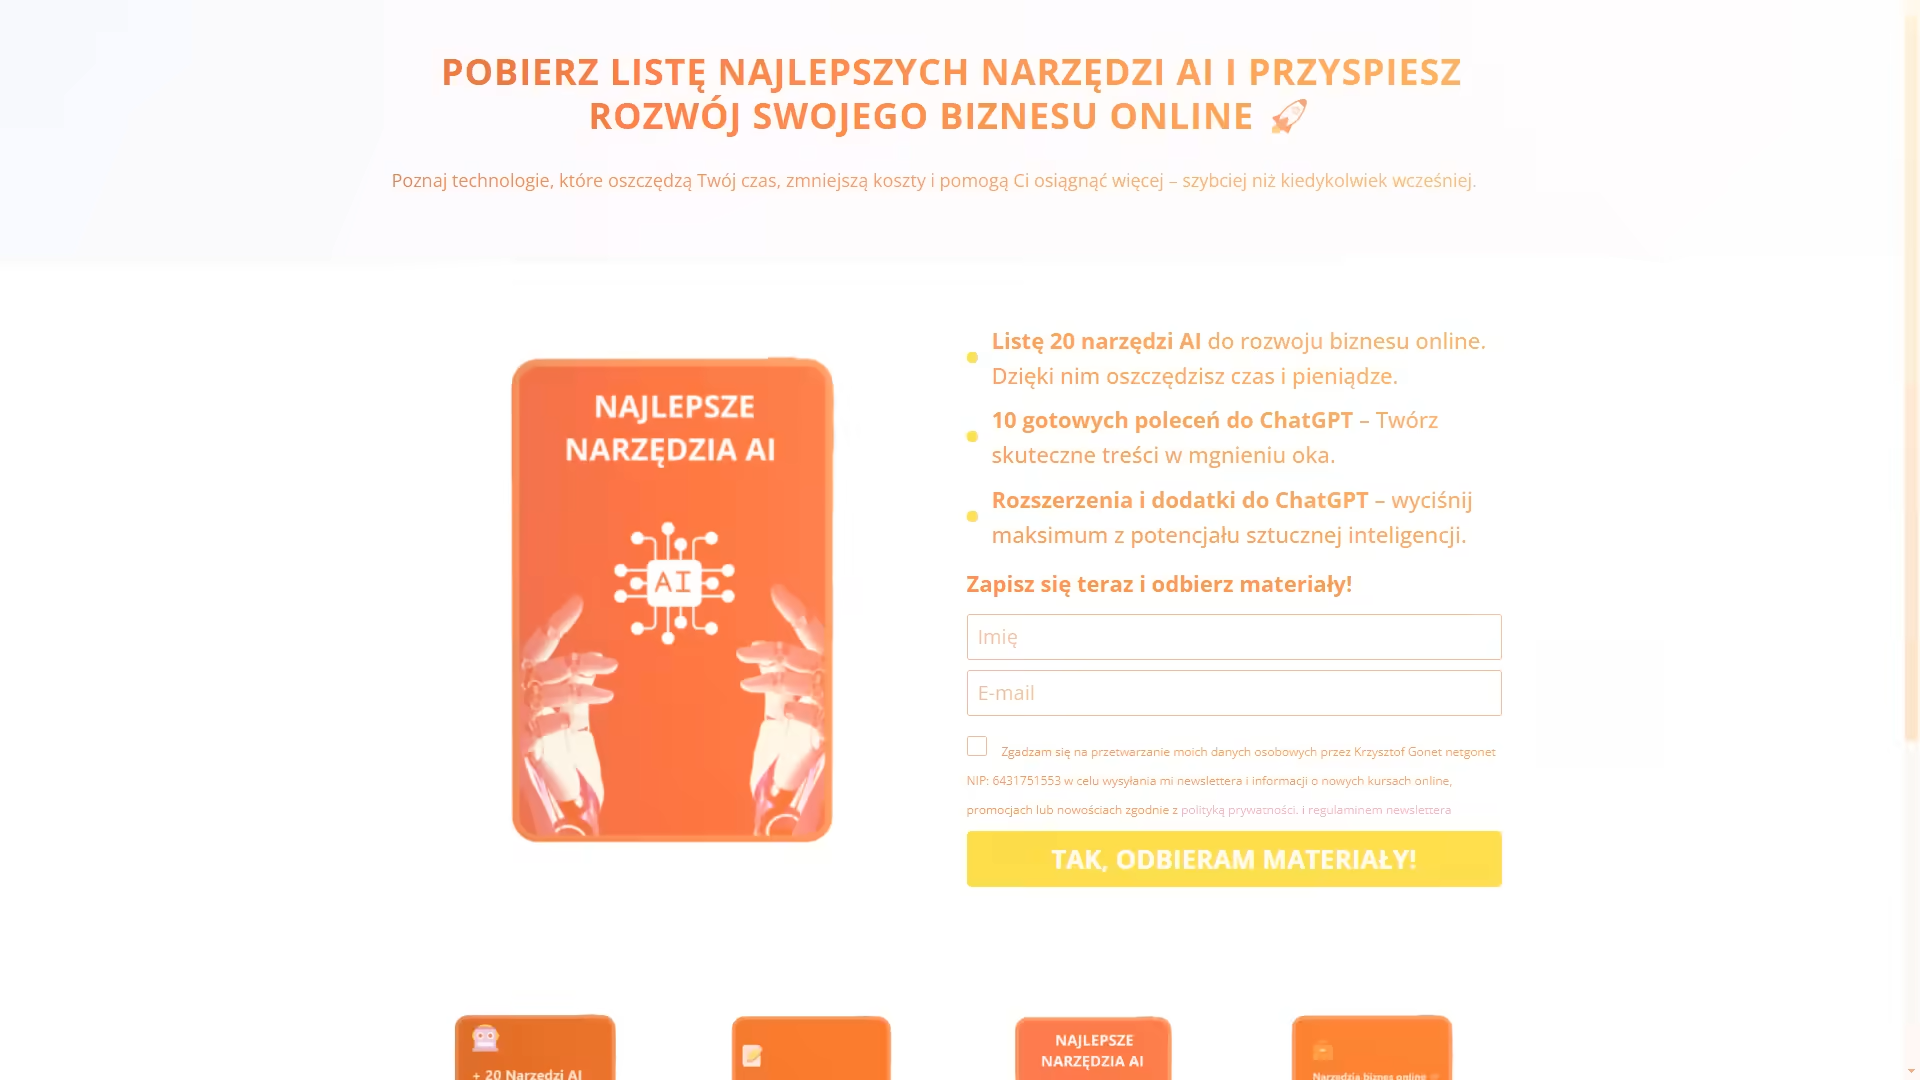 POBIERZ LISTĘ NAJLEPSZYCH NARZĘDZI AI I PRZYSPIESZ
ROZWÓJ SWOJEGO BIZNESU ONLINE 🚀
Poznaj technologie, które oszczędzą Twój czas, zmniejszą koszty i pomogą Ci osiągnąć więcej – szybciej niż kiedykolwiek wcześniej.
NAJLEPSZE
NARZĘDZIA AI
AI
Listę 20 narzędzi AI do rozwoju biznesu online.
Dzięki nim oszczędzisz czas i pieniądze.
10 gotowych poleceń do ChatGPT – Twórz
skuteczne treści w mgnieniu oka.
Rozszerzenia i dodatki do ChatGPT – wyciśnij
maksimum z potencjału sztucznej inteligencji.
Zapisz się teraz i odbierz materiały!
Imię
E-mail
Zgadzam się na przetwarzanie moich danych osobowych przez Krzysztof Gonet netgonet
NIP: 6431751553 w celu wysyłania mi newslettera i informacji o nowych kursach online,
promocjach lub nowościach zgodnie z polityką prywatności. i regulaminem newslettera
TAK, ODBIERAM MATERIAŁY!
+ 20 Narzędzi AI
NAJLEPSZE
NARZĘDZIA AI
Narzędzia biznes online